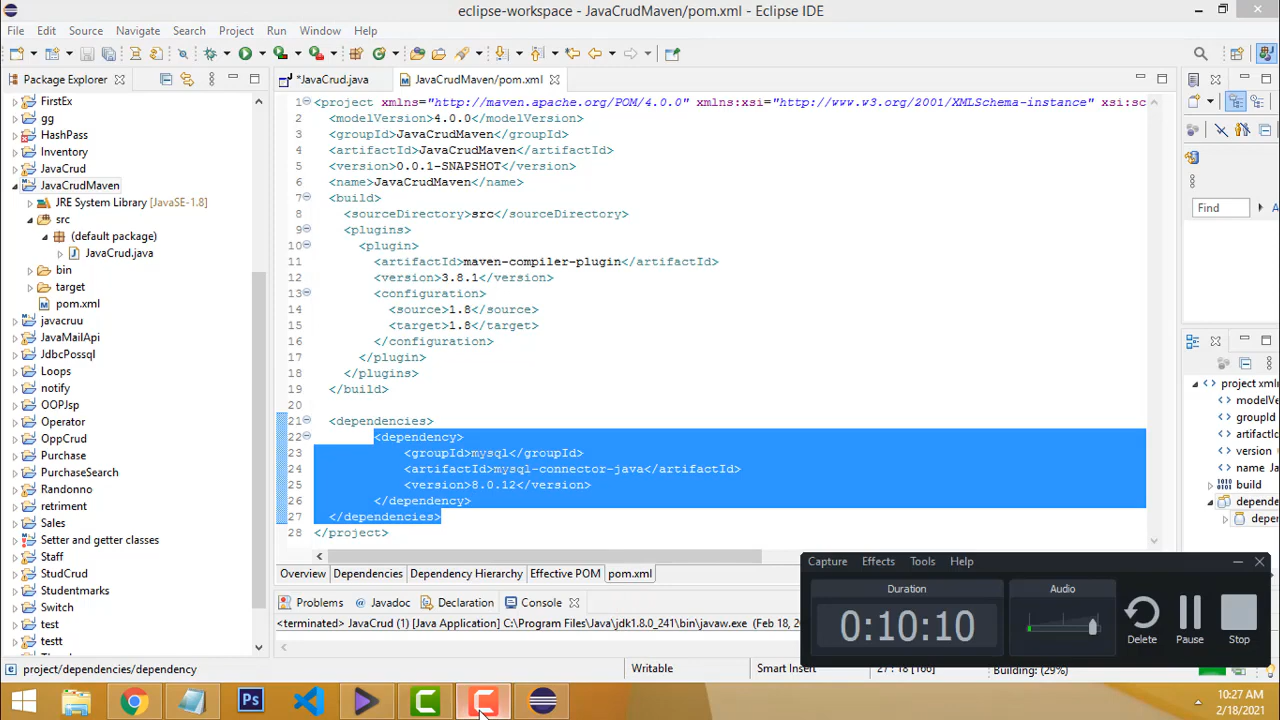 eclipse-workspace - JavaCrudMaven/pom.xml - Eclipse IDE
File Edit Source Navigate Search Project Run Window Help
Package Explorer
*JavaCrud.java
JavaCrudMaven/pom.xml
FirstEx
gg
HashPass
Inventory
JavaCrud
JavaCrudMaven
JRE System Library [JavaSE-1.8]
src
(default package)
JavaCrud.java
bin
target
pom.xml
javacruu
JavaMailApi
JdbcPossql
Loops
notify
OOPJsp
Operator
OppCrud
Purchase
PurchaseSearch
Randonno
retriment
Sales
Setter and getter classes
Staff
StudCrud
Studentmarks
Switch
test
testt
1 <project xmlns="http://maven.apache.org/POM/4.0.0" xmlns:xsi="http://www.w3.org/2001/XMLSchema-instance" xsi:sc
2 <modelVersion>4.0.0</modelVersion>
3 <groupId>JavaCrudMaven</groupId>
4 <artifactId>JavaCrudMaven</artifactId>
5 <version>0.0.1-SNAPSHOT</version>
6 <name>JavaCrudMaven</name>
7 <build>
8 <sourceDirectory>src</sourceDirectory>
9 <plugins>
10 <plugin>
11 <artifactId>maven-compiler-plugin</artifactId>
12 <version>3.8.1</version>
13 <configuration>
14 <source>1.8</source>
15 <target>1.8</target>
16 </configuration>
17 </plugin>
18 </plugins>
19 </build>
20
21 <dependencies>
22 <dependency>
23 <groupId>mysql</groupId>
24 <artifactId>mysql-connector-java</artifactId>
25 <version>8.0.12</version>
26 </dependency>
27 </dependencies>
28 </project>
Overview Dependencies Dependency Hierarchy Effective POM pom.xml
Problems Javadoc Declaration Console
<terminated> JavaCrud (1) [Java Application] C:\Program Files\Java\jdk1.8.0_241\bin\javaw.exe (Feb 18, 20
Find
project xmln
modelVer
groupId
artifactId
version
name Ja
build
depende
depe
Capture Effects Tools Help
Duration
0:10:10
Audio
Delete
Pause
Stop
project/dependencies/dependency
Writable
Smart Insert
27 : 18 [166]
Building: (29%)
Ps
10:27 AM
2/18/2021